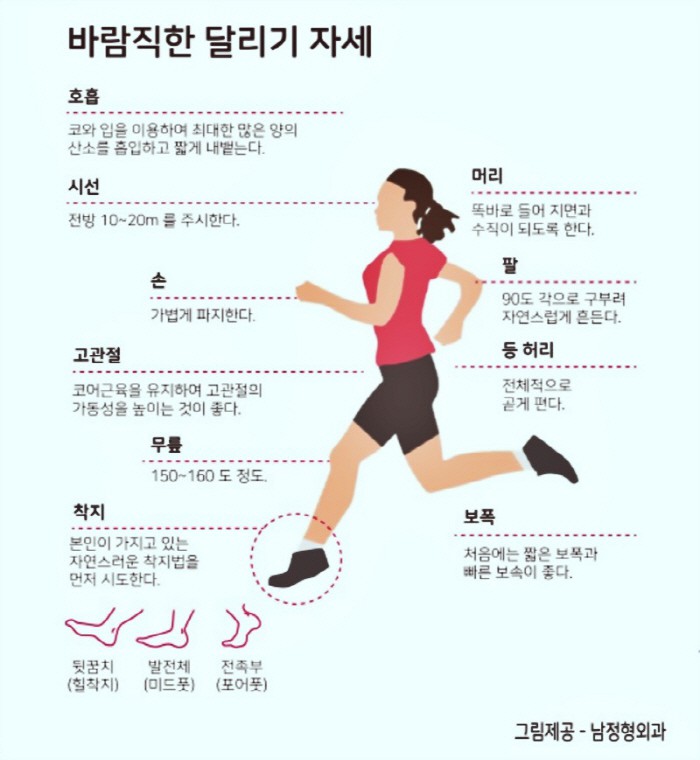 바람직한 달리기 자세
호흡
코와 입을 이용하여 최대한 많은 양의
산소를 흡입하고 짧게 내뱉는다.
시선
전방 10~20m 를 주시한다.
머리
똑바로 들어 지면과
수직이 되도록 한다.
손
가볍게 파지한다.
팔
90도 각으로 구부려
자연스럽게 흔든다.
고관절
코어근육을 유지하여 고관절의
가동성을 높이는 것이 좋다.
등 허리
전체적으로
곧게 편다.
무릎
150~160 도 정도.
착지
본인이 가지고 있는
자연스러운 착지법을
먼저 시도한다.
보폭
처음에는 짧은 보폭과
빠른 보속이 좋다.
뒷꿈치
(힐착지)
발전체
(미드풋)
전족부
(포어풋)
그림제공 - 남정형외과